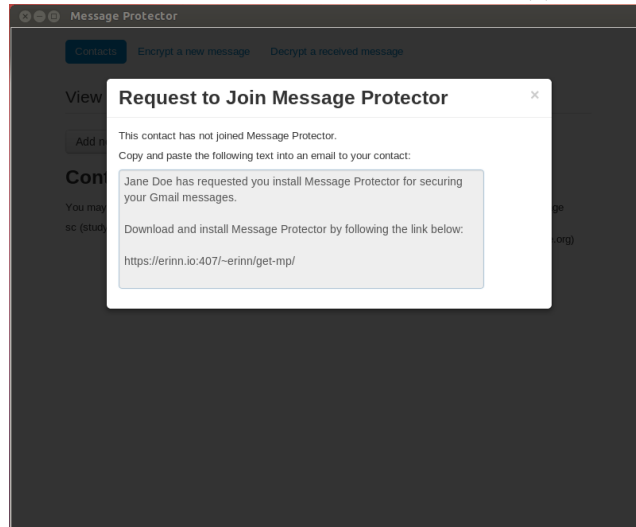 Message Protector
Contacts Encrypt a new message Decrypt a received message
View
Request to Join Message Protector ×
Add n
This contact has not joined Message Protector.
Copy and paste the following text into an email to your contact:
Cont
Jane Doe has requested you install Message Protector for securing
your Gmail messages.
You may
ge
sc (study
.org)
Download and install Message Protector by following the link below:
https://erinn.io:407/~erinn/get-mp/